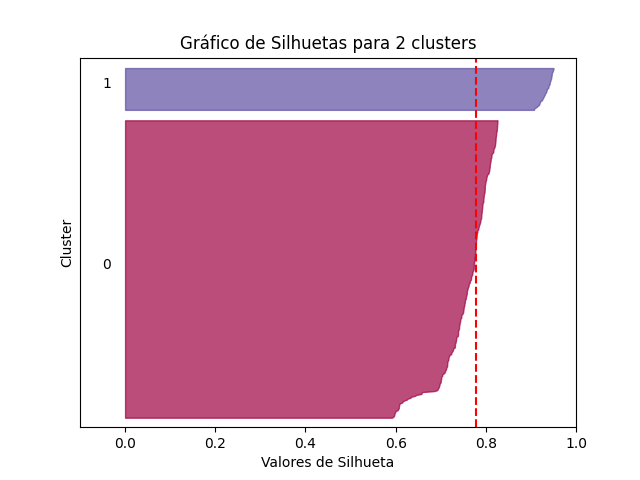 Gráfico de Silhuetas para 2 clusters
1
0
Cluster
0.0 0.2 0.4 0.6 0.8 1.0
Valores de Silhueta